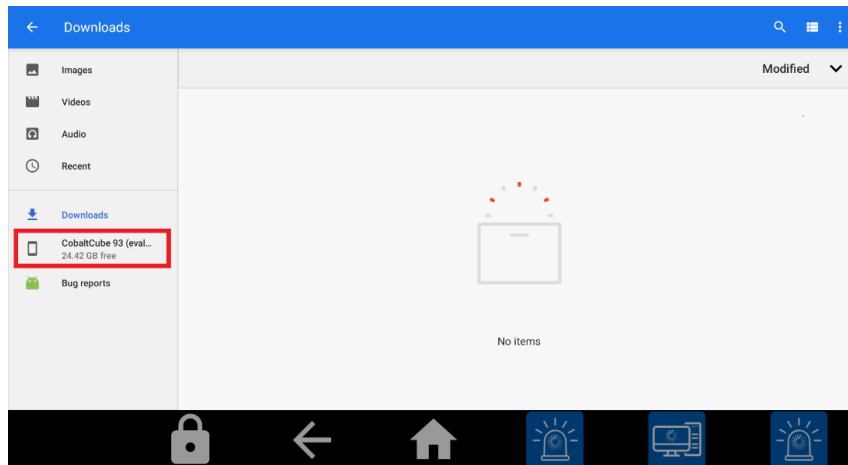 Downloads
Images
Videos
Audio
Recent
Downloads
CobaltCube 93 (eval...
24.42 GB free
Bug reports
Modified
No items